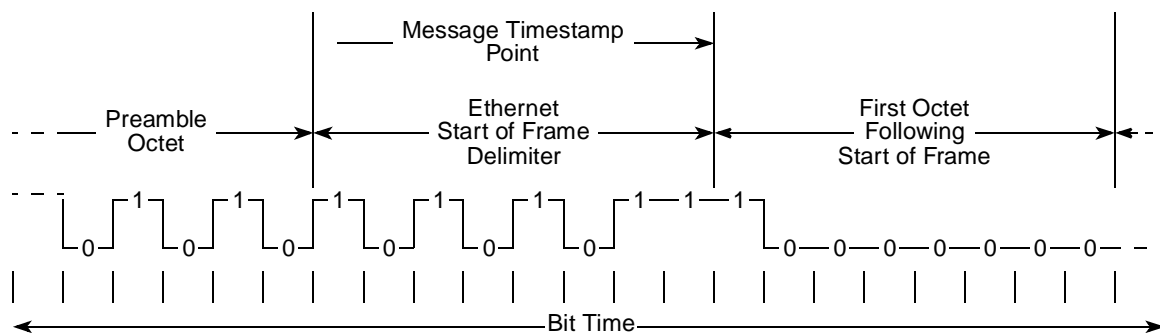 Message Timestamp
Point
Preamble
Octet
Ethernet
Start of Frame
Delimiter
First Octet
Following
Start of Frame
0 1 0 1 0 1 0 1 0 1 0 1 1 1 0 0 0 0 0 0 0
Bit Time